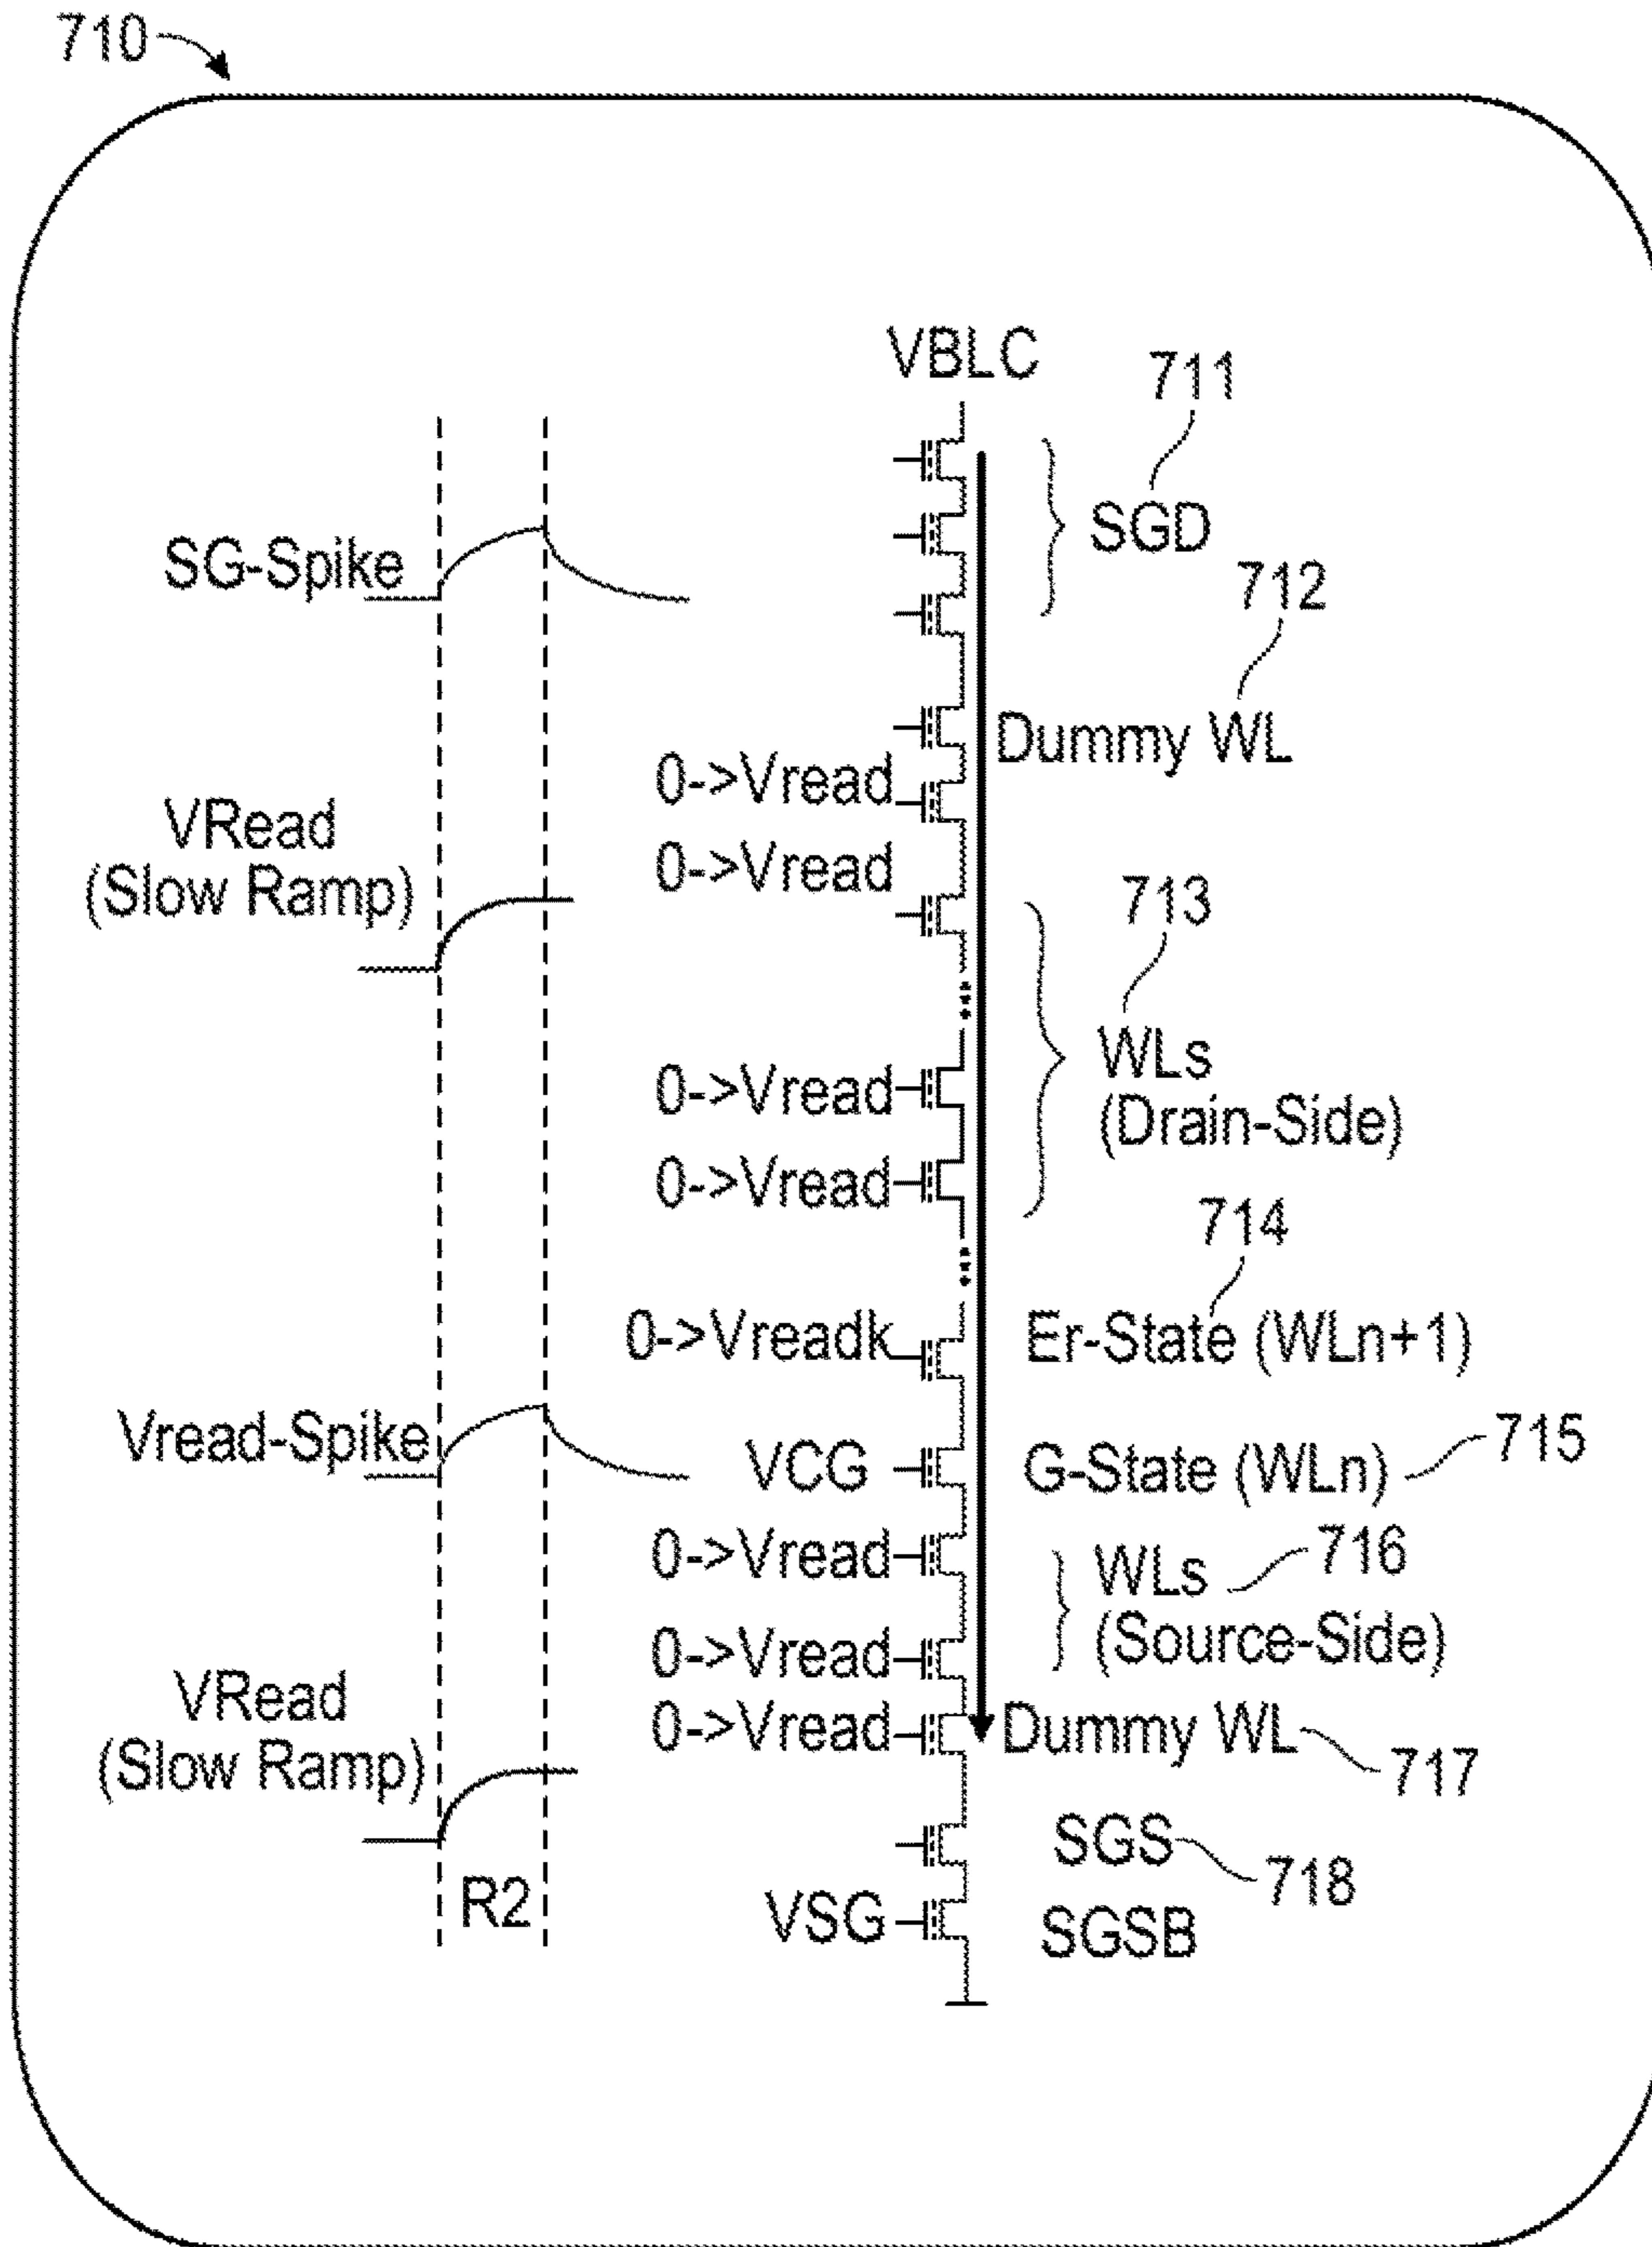 710
VBLC
711
SG-Spike
SGD
712
Dummy WL
0->Vread
VRead
(Slow Ramp)
0->Vread
713
WLs
(Drain-Side)
0->Vread
0->Vread
714
0->Vreadk
Er-State (WLn+1)
Vread-Spike
VCG
G-State (WLn)
715
0->Vread
WLs
(Source-Side)
716
0->Vread
VRead
(Slow Ramp)
0->Vread
Dummy WL
717
SGS
718
R2
VSG
SGSB